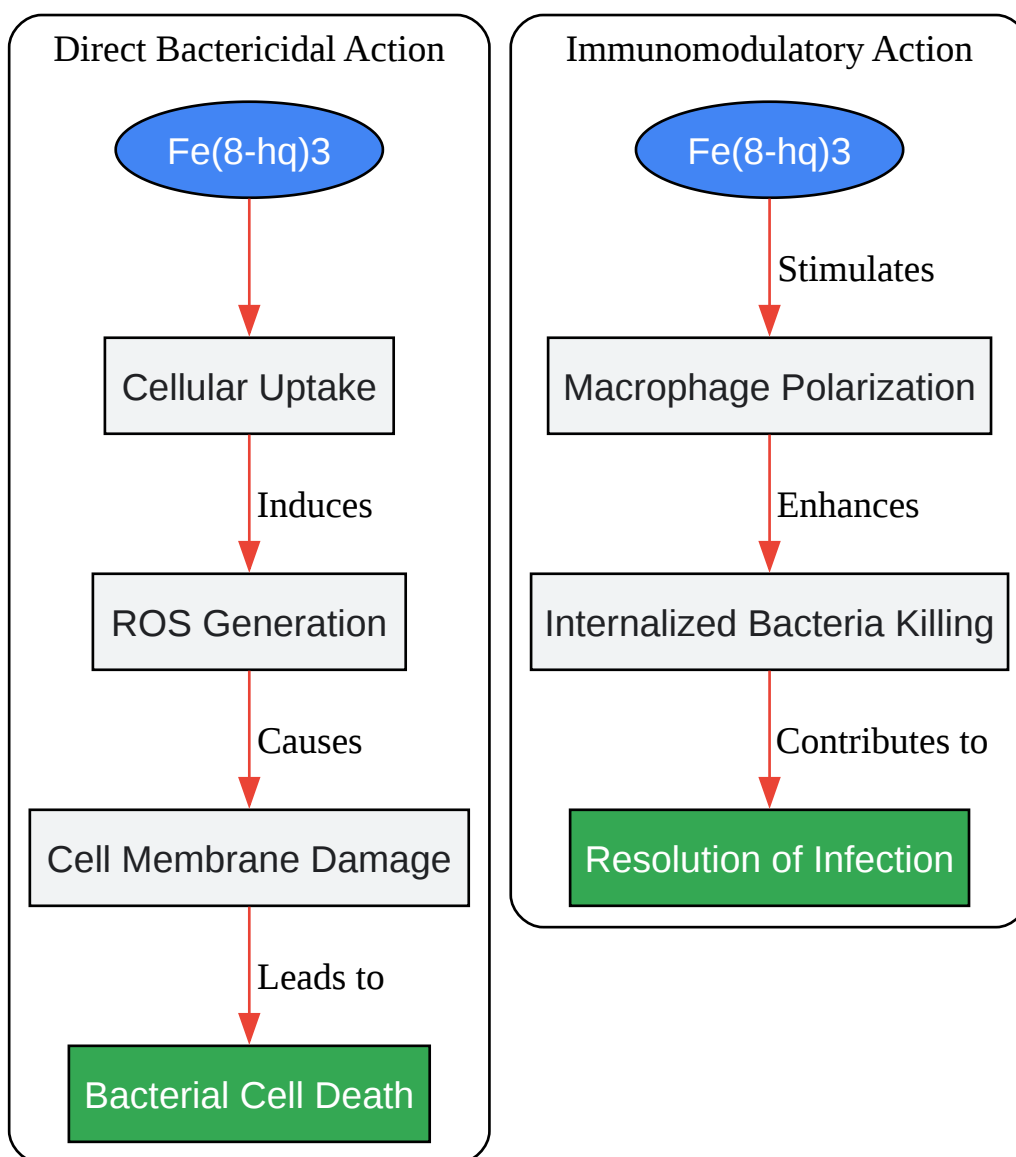 Direct Bactericidal Action
Fe(8-hq)3
Cellular Uptake
Induces
ROS Generation
Causes
Cell Membrane Damage
Leads to
Bacterial Cell Death
Immunomodulatory Action
Fe(8-hq)3
Stimulates
Macrophage Polarization
Enhances
Internalized Bacteria Killing
Contributes to
Resolution of Infection